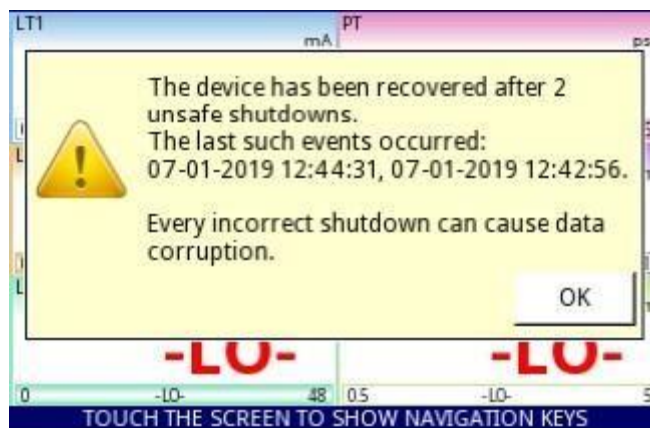 LT1
mA
PT
The device has been recovered after 2
unsafe shutdowns.
The last such events occurred:
07-01-2019 12:44:31, 07-01-2019 12:42:56.
Every incorrect shutdown can cause data
corruption.
OK
-LO-
-LO-
0 -LO- 48
0.5 -LO-
TOUCH THE SCREEN TO SHOW NAVIGATION KEYS